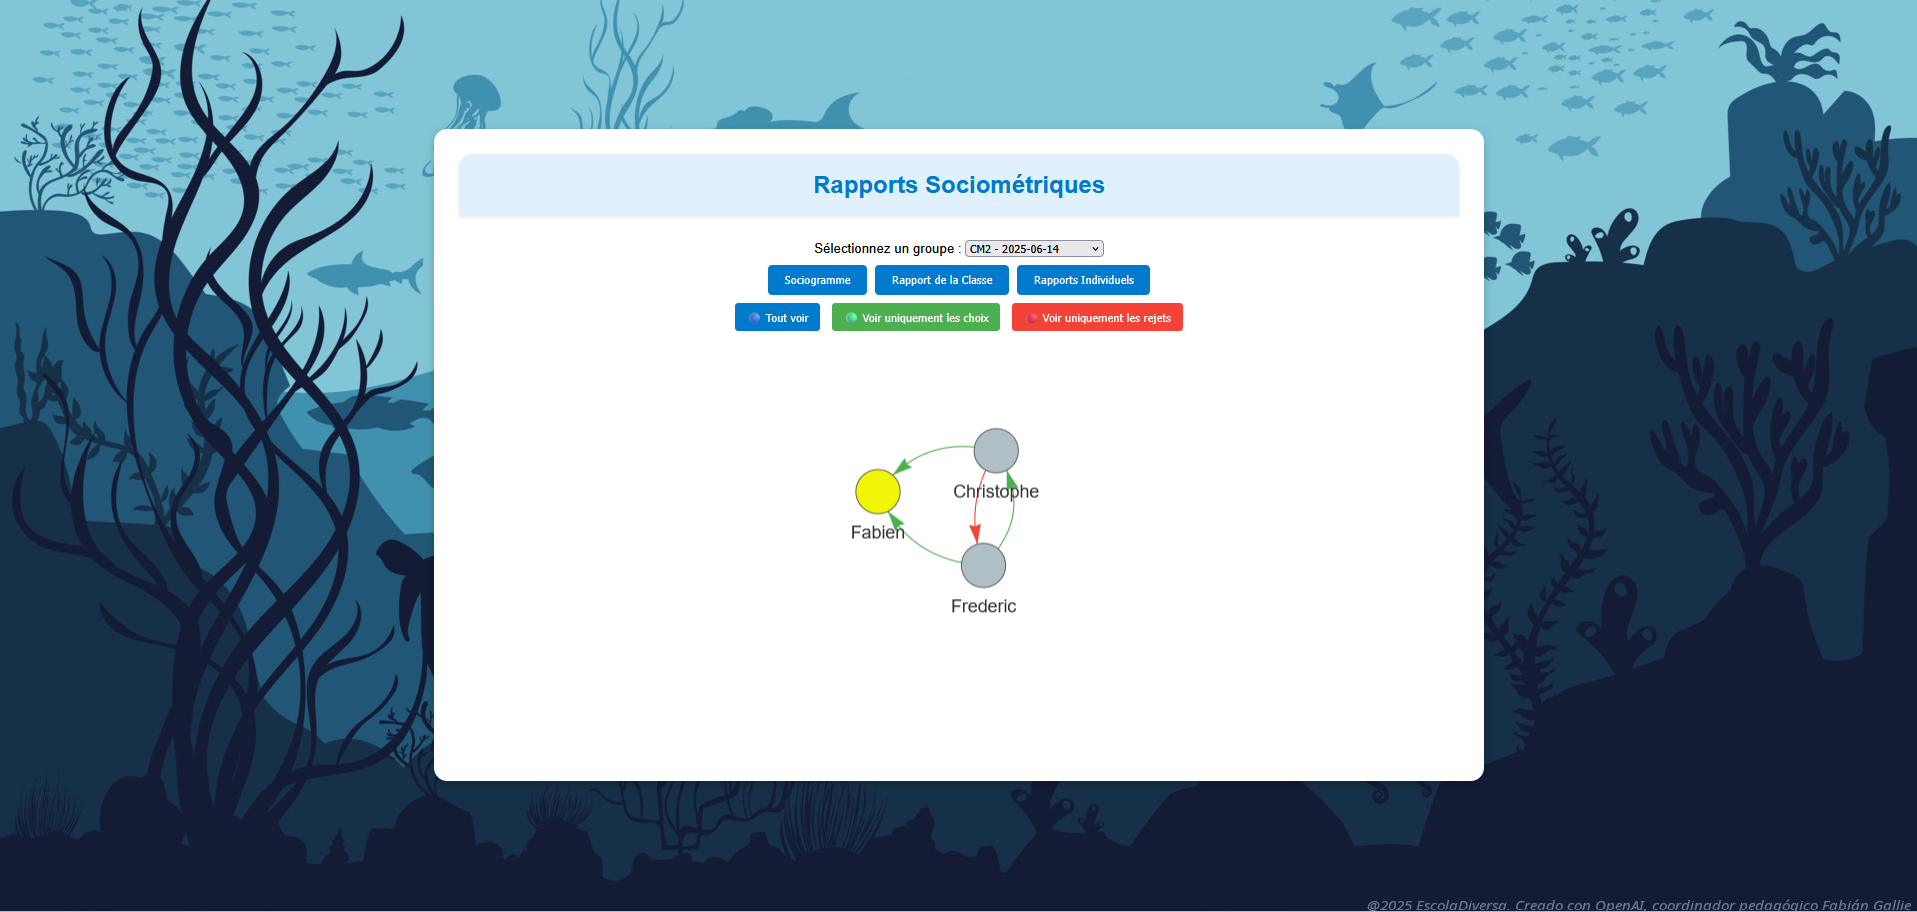 Rapports Sociométriques
Sélectionnez un groupe : CM2 - 2025-06-14
Sociogramme Rapport de la Classe Rapports Individuels
Tout voir Voir uniquement les choix Voir uniquement les rejets
Christophe
Fabien
Frederic
@2025 EscolaDiversa. Creado con OpenAI, coordinador pedagógico Fabián Gallie